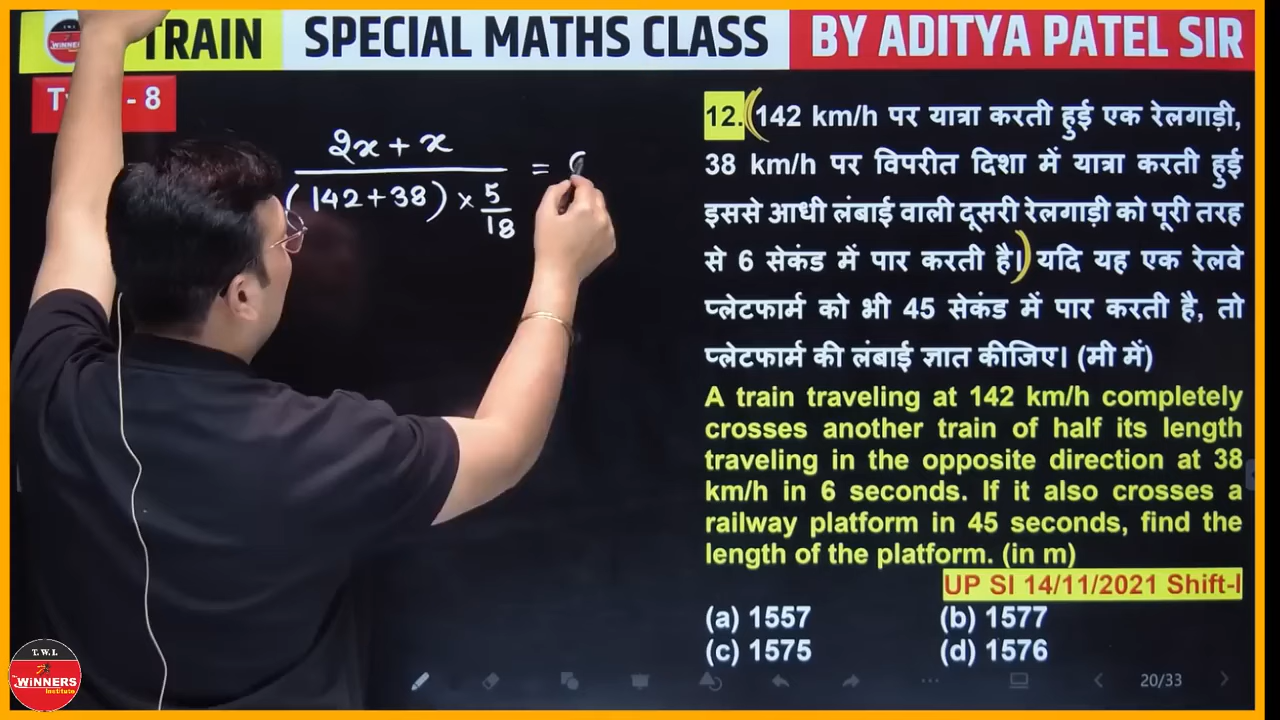 TRAIN SPECIAL MATHS CLASS BY ADITYA PATEL SIR
- 8
2x + x
(142+38) × 5/18 =
12. 142 km/h पर यात्रा करती हुई एक रेलगाड़ी,
38 km/h पर विपरीत दिशा में यात्रा करती हुई
इससे आधी लंबाई वाली दूसरी रेलगाड़ी को पूरी तरह
से 6 सेकंड में पार करती है। यदि यह एक रेलवे
प्लेटफार्म को भी 45 सेकंड में पार करती है, तो
प्लेटफार्म की लंबाई ज्ञात कीजिए। (मी में)
A train traveling at 142 km/h completely
crosses another train of half its length
traveling in the opposite direction at 38
km/h in 6 seconds. If it also crosses a
railway platform in 45 seconds, find the
length of the platform. (in m)
UP SI 14/11/2021 Shift-I
(a) 1557 (b) 1577
(c) 1575 (d) 1576
T.W.I.
The WiNNERS
Institute
20/33